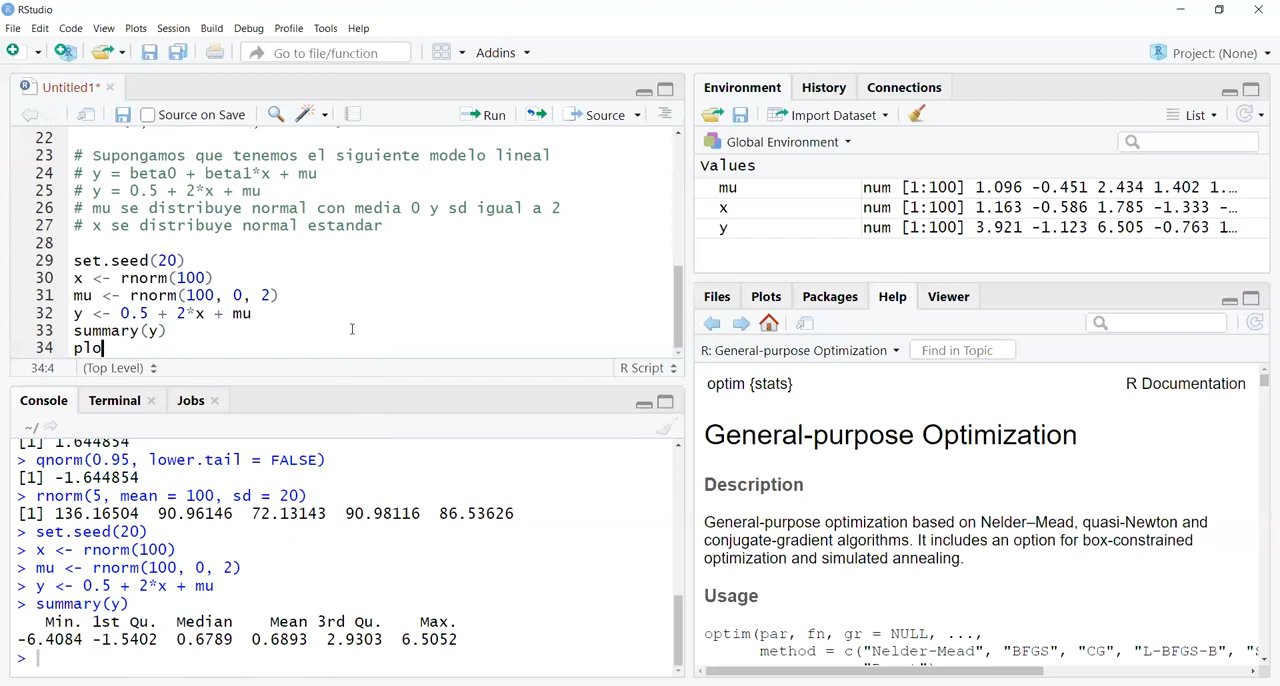 RStudio
File Edit Code View Plots Session Build Debug Profile Tools Help
Go to file/function Addins Project: (None)
Untitled1*
Source on Save Run Source
22
23 # Supongamos que tenemos el siguiente modelo lineal
24 # y = beta0 + beta1*x + mu
25 # y = 0.5 + 2*x + mu
26 # mu se distribuye normal con media 0 y sd igual a 2
27 # x se distribuye normal estandar
28
29 set.seed(20)
30 x <- rnorm(100)
31 mu <- rnorm(100, 0, 2)
32 y <- 0.5 + 2*x + mu
33 summary(y)
34 plo
34:4 (Top Level) R Script
Console Terminal Jobs
~/
[1] 1.644854
> qnorm(0.95, lower.tail = FALSE)
[1] -1.644854
> rnorm(5, mean = 100, sd = 20)
[1] 136.16504 90.96146 72.13143 90.98116 86.53626
> set.seed(20)
> x <- rnorm(100)
> mu <- rnorm(100, 0, 2)
> y <- 0.5 + 2*x + mu
> summary(y)
Min. 1st Qu. Median Mean 3rd Qu. Max.
-6.4084 -1.5402 0.6789 0.6893 2.9303 6.5052
>
Environment History Connections
Import Dataset List
Global Environment
Values
mu num [1:100] 1.096 -0.451 2.434 1.402 1.…
x num [1:100] 1.163 -0.586 1.785 -1.333 -…
y num [1:100] 3.921 -1.123 6.505 -0.763 1…
Files Plots Packages Help Viewer
R: General-purpose Optimization Find in Topic
optim {stats} R Documentation
General-purpose Optimization
Description
General-purpose optimization based on Nelder–Mead, quasi-Newton and
conjugate-gradient algorithms. It includes an option for box-constrained
optimization and simulated annealing.
Usage
optim(par, fn, gr = NULL, ...,
method = c("Nelder-Mead", "BFGS", "CG", "L-BFGS-B",